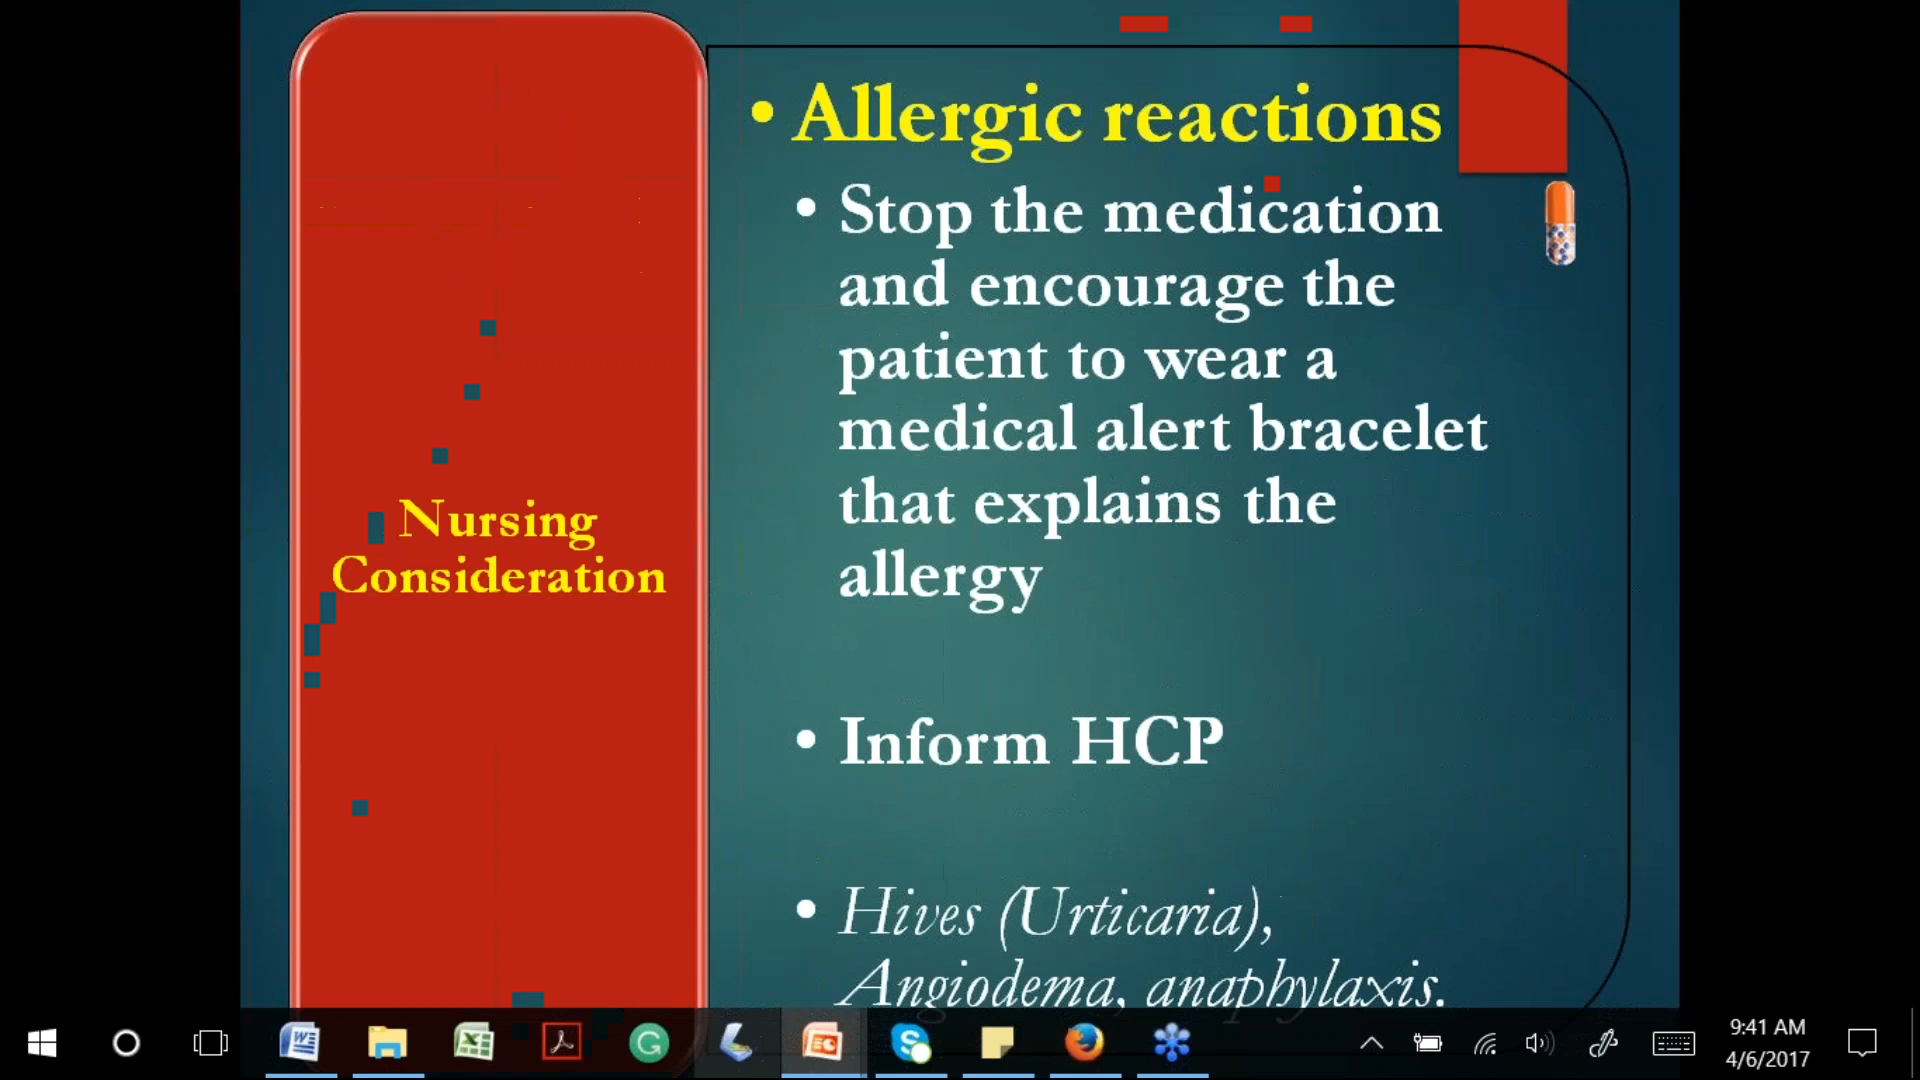 Nursing
Consideration
• Allergic reactions
• Stop the medication
and encourage the
patient to wear a
medical alert bracelet
that explains the
allergy
• Inform HCP
• Hives (Urticaria),
Angiodema, anaphylaxis.
9:41 AM
4/6/2017